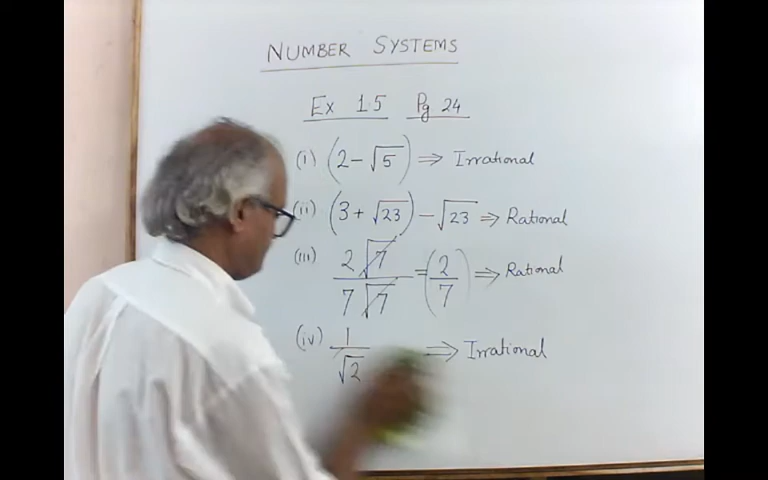 NUMBER SYSTEMS
Ex 1.5 Pg 24
(i) (2 - √5) ⇒ Irrational
(ii) (3 + √23) - √23 ⇒ Rational
(iii) 2√7 / 7√7 = (2/7) ⇒ Rational
(iv) 1/√2 ⇒ Irrational